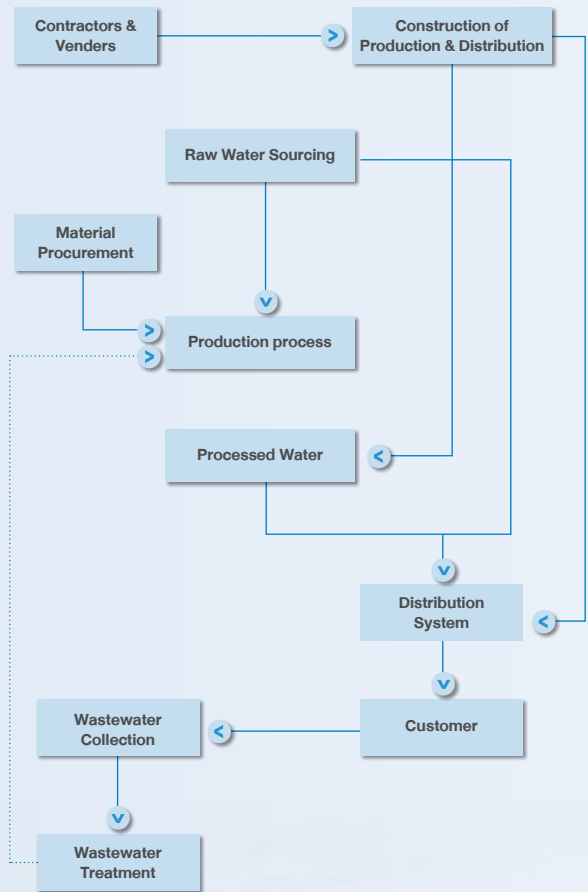 Contractors &
Venders
Construction of
Production & Distribution
Raw Water Sourcing
Material
Procurement
Production process
Processed Water
Distribution
System
Wastewater
Collection
Customer
Wastewater
Treatment